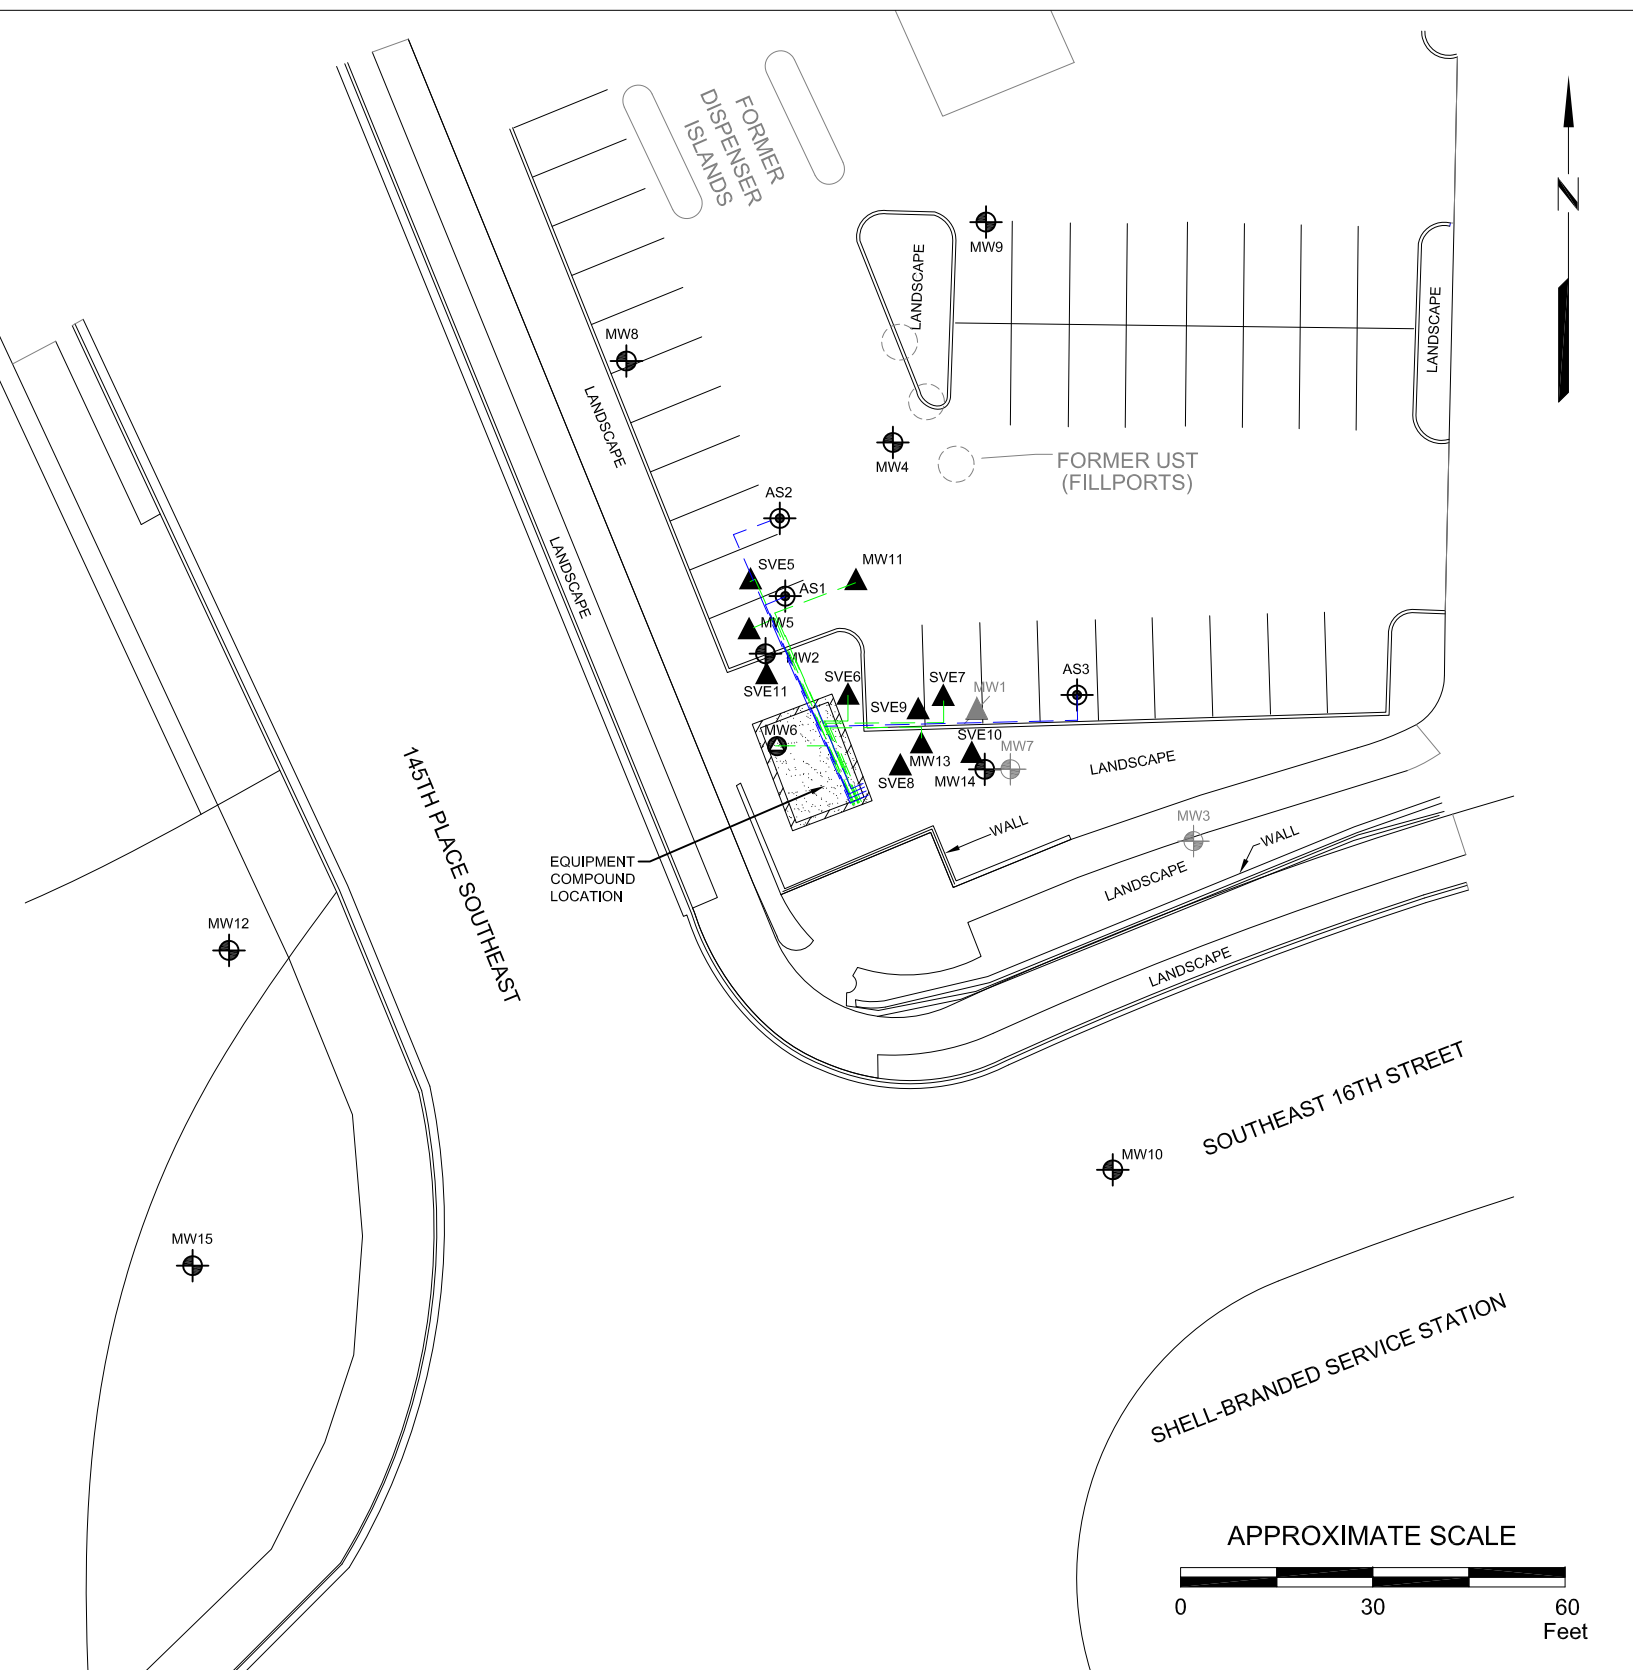 FORMER
DISPENSER
ISLANDS
N
MW9
LANDSCAPE
LANDSCAPE
MW8
LANDSCAPE
MW4
FORMER UST
(FILLPORTS)
AS2
LANDSCAPE
SVE5
MW11
AS1
MW5
MW2
SVE11
SVE6
SVE7
MW1
AS3
SVE9
MW6
SVE10
MW13
MW7
SVE8
MW14
LANDSCAPE
145TH PLACE SOUTHEAST
WALL
MW3
WALL
EQUIPMENT
COMPOUND
LOCATION
LANDSCAPE
MW12
LANDSCAPE
SOUTHEAST 16TH STREET
MW10
MW15
SHELL-BRANDED SERVICE STATION
APPROXIMATE SCALE
0 30 60
Feet